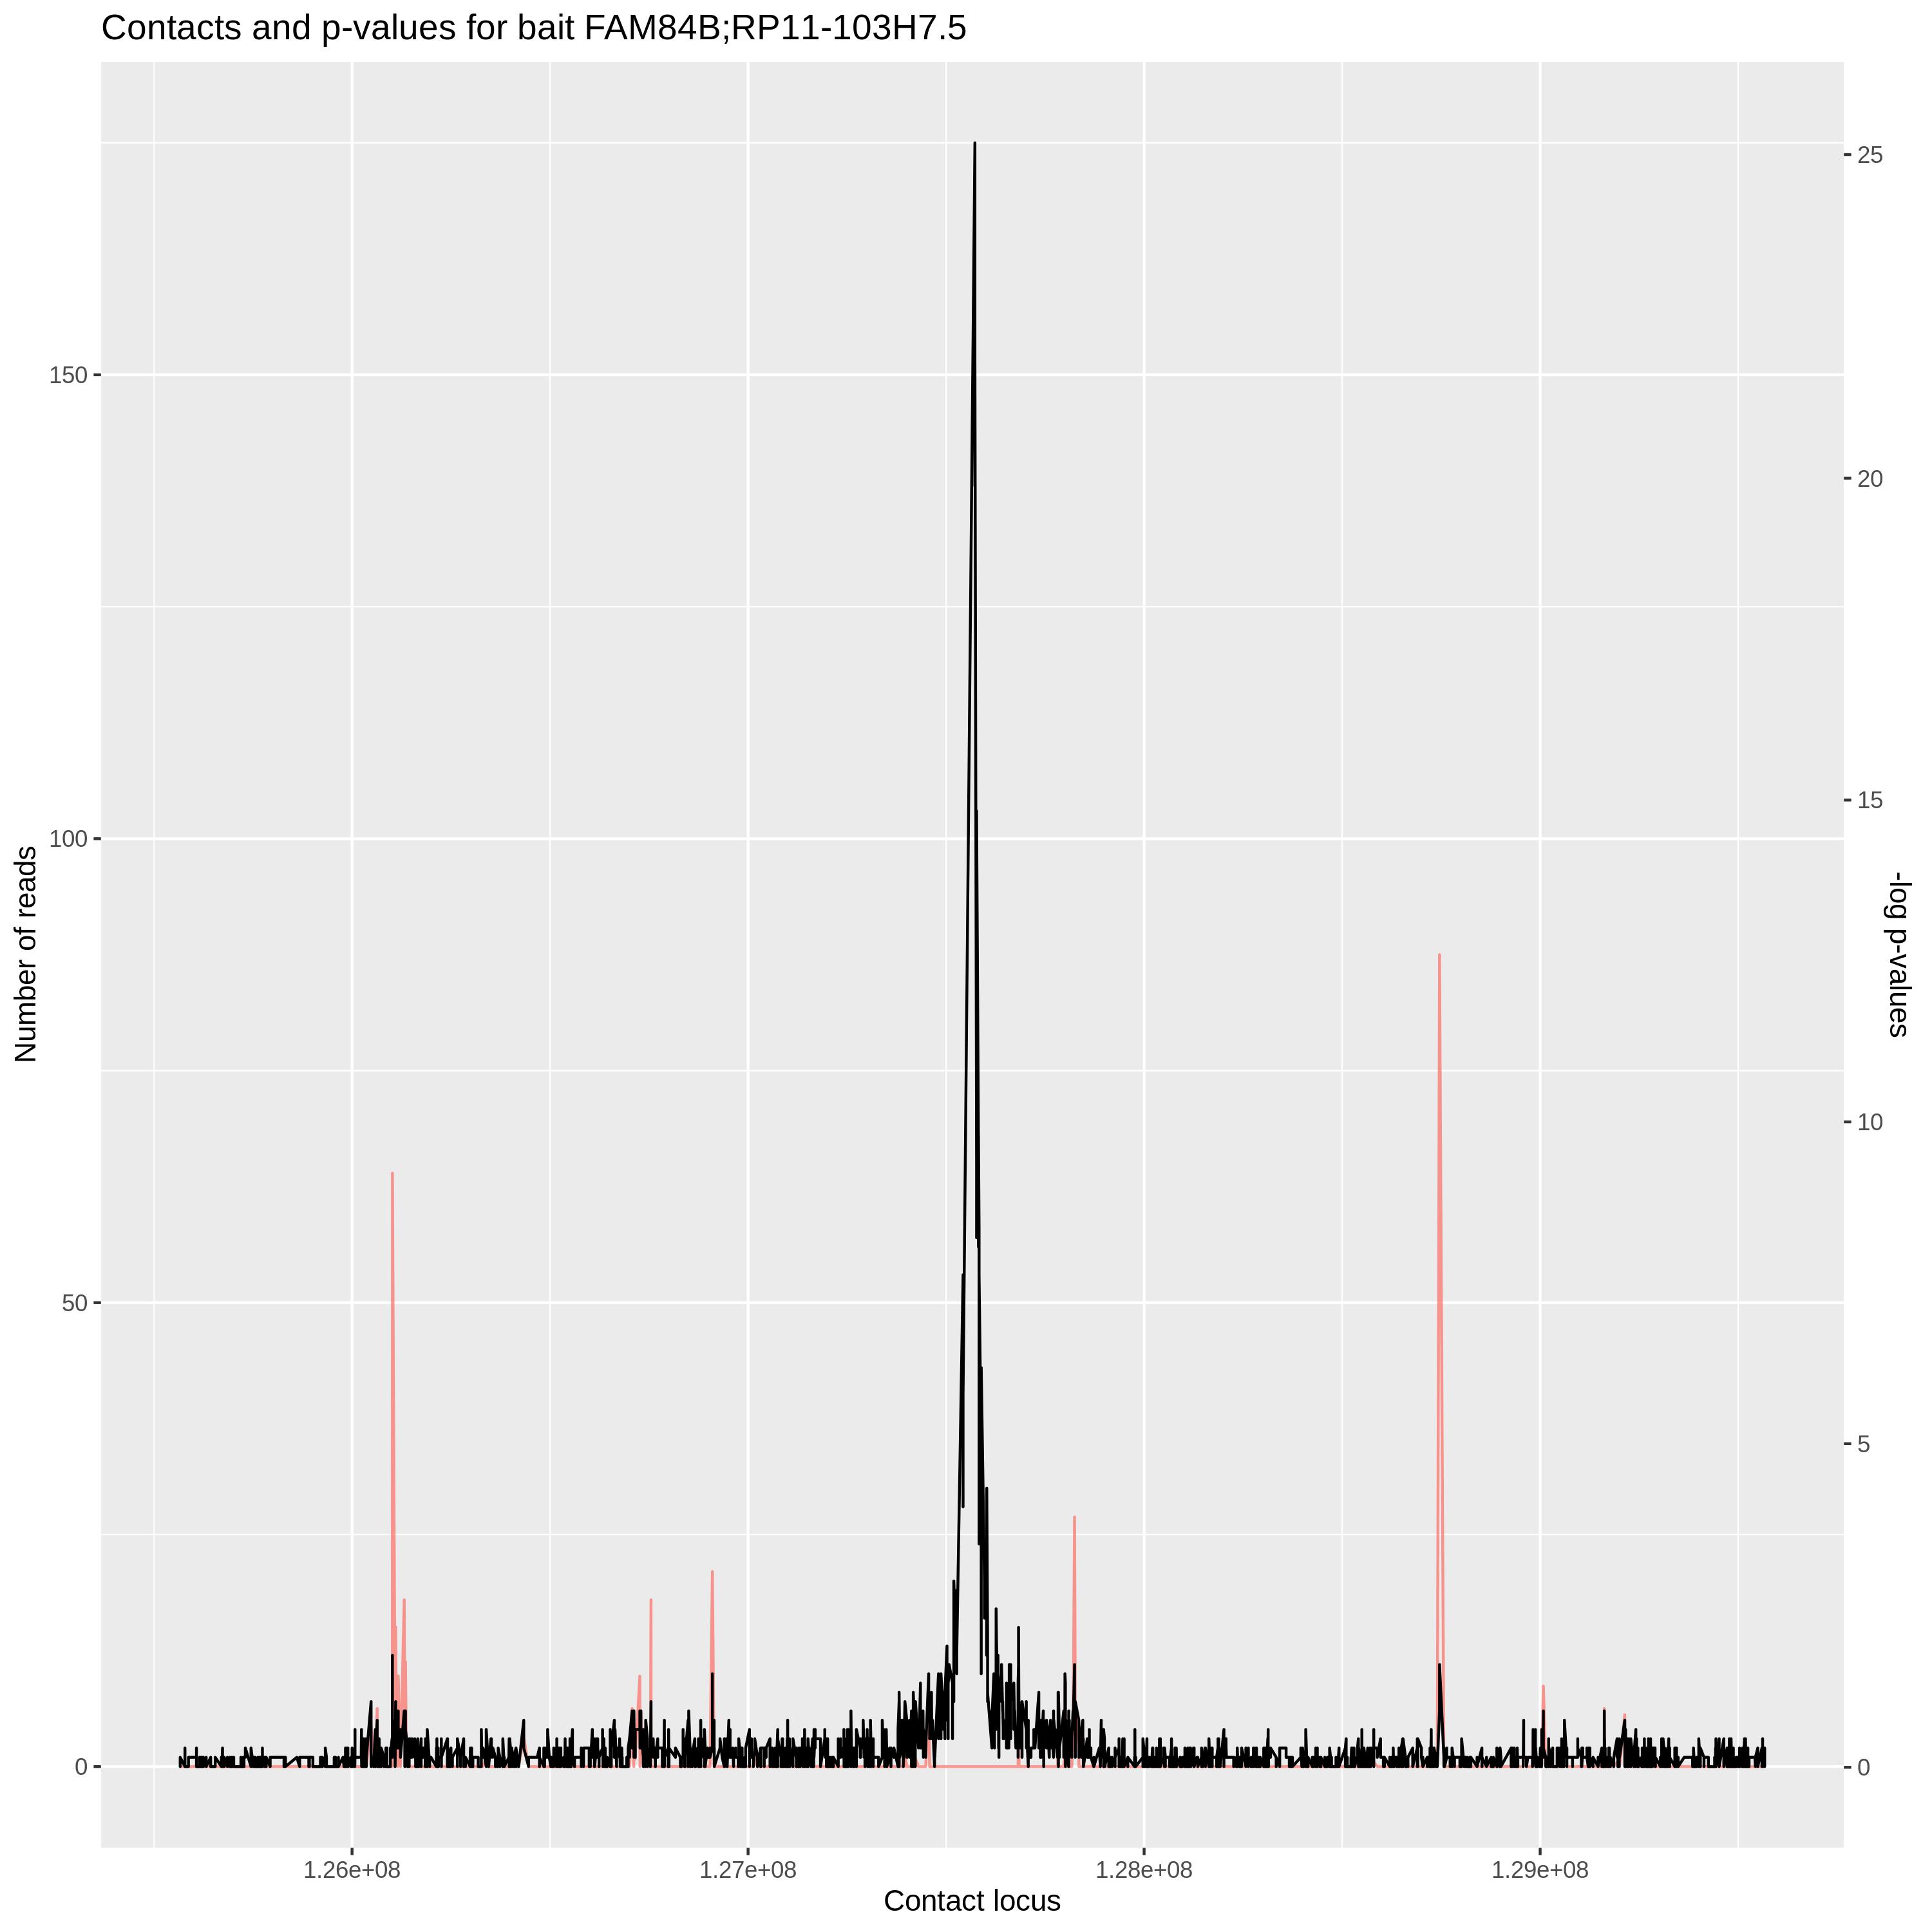 Contacts and p-values for bait FAM84B;RP11-103H7.5
150
100
50
0
Number of reads
25
20
15
10
5
0
-log p-values
1.26e+08
1.27e+08
1.28e+08
1.29e+08
Contact locus